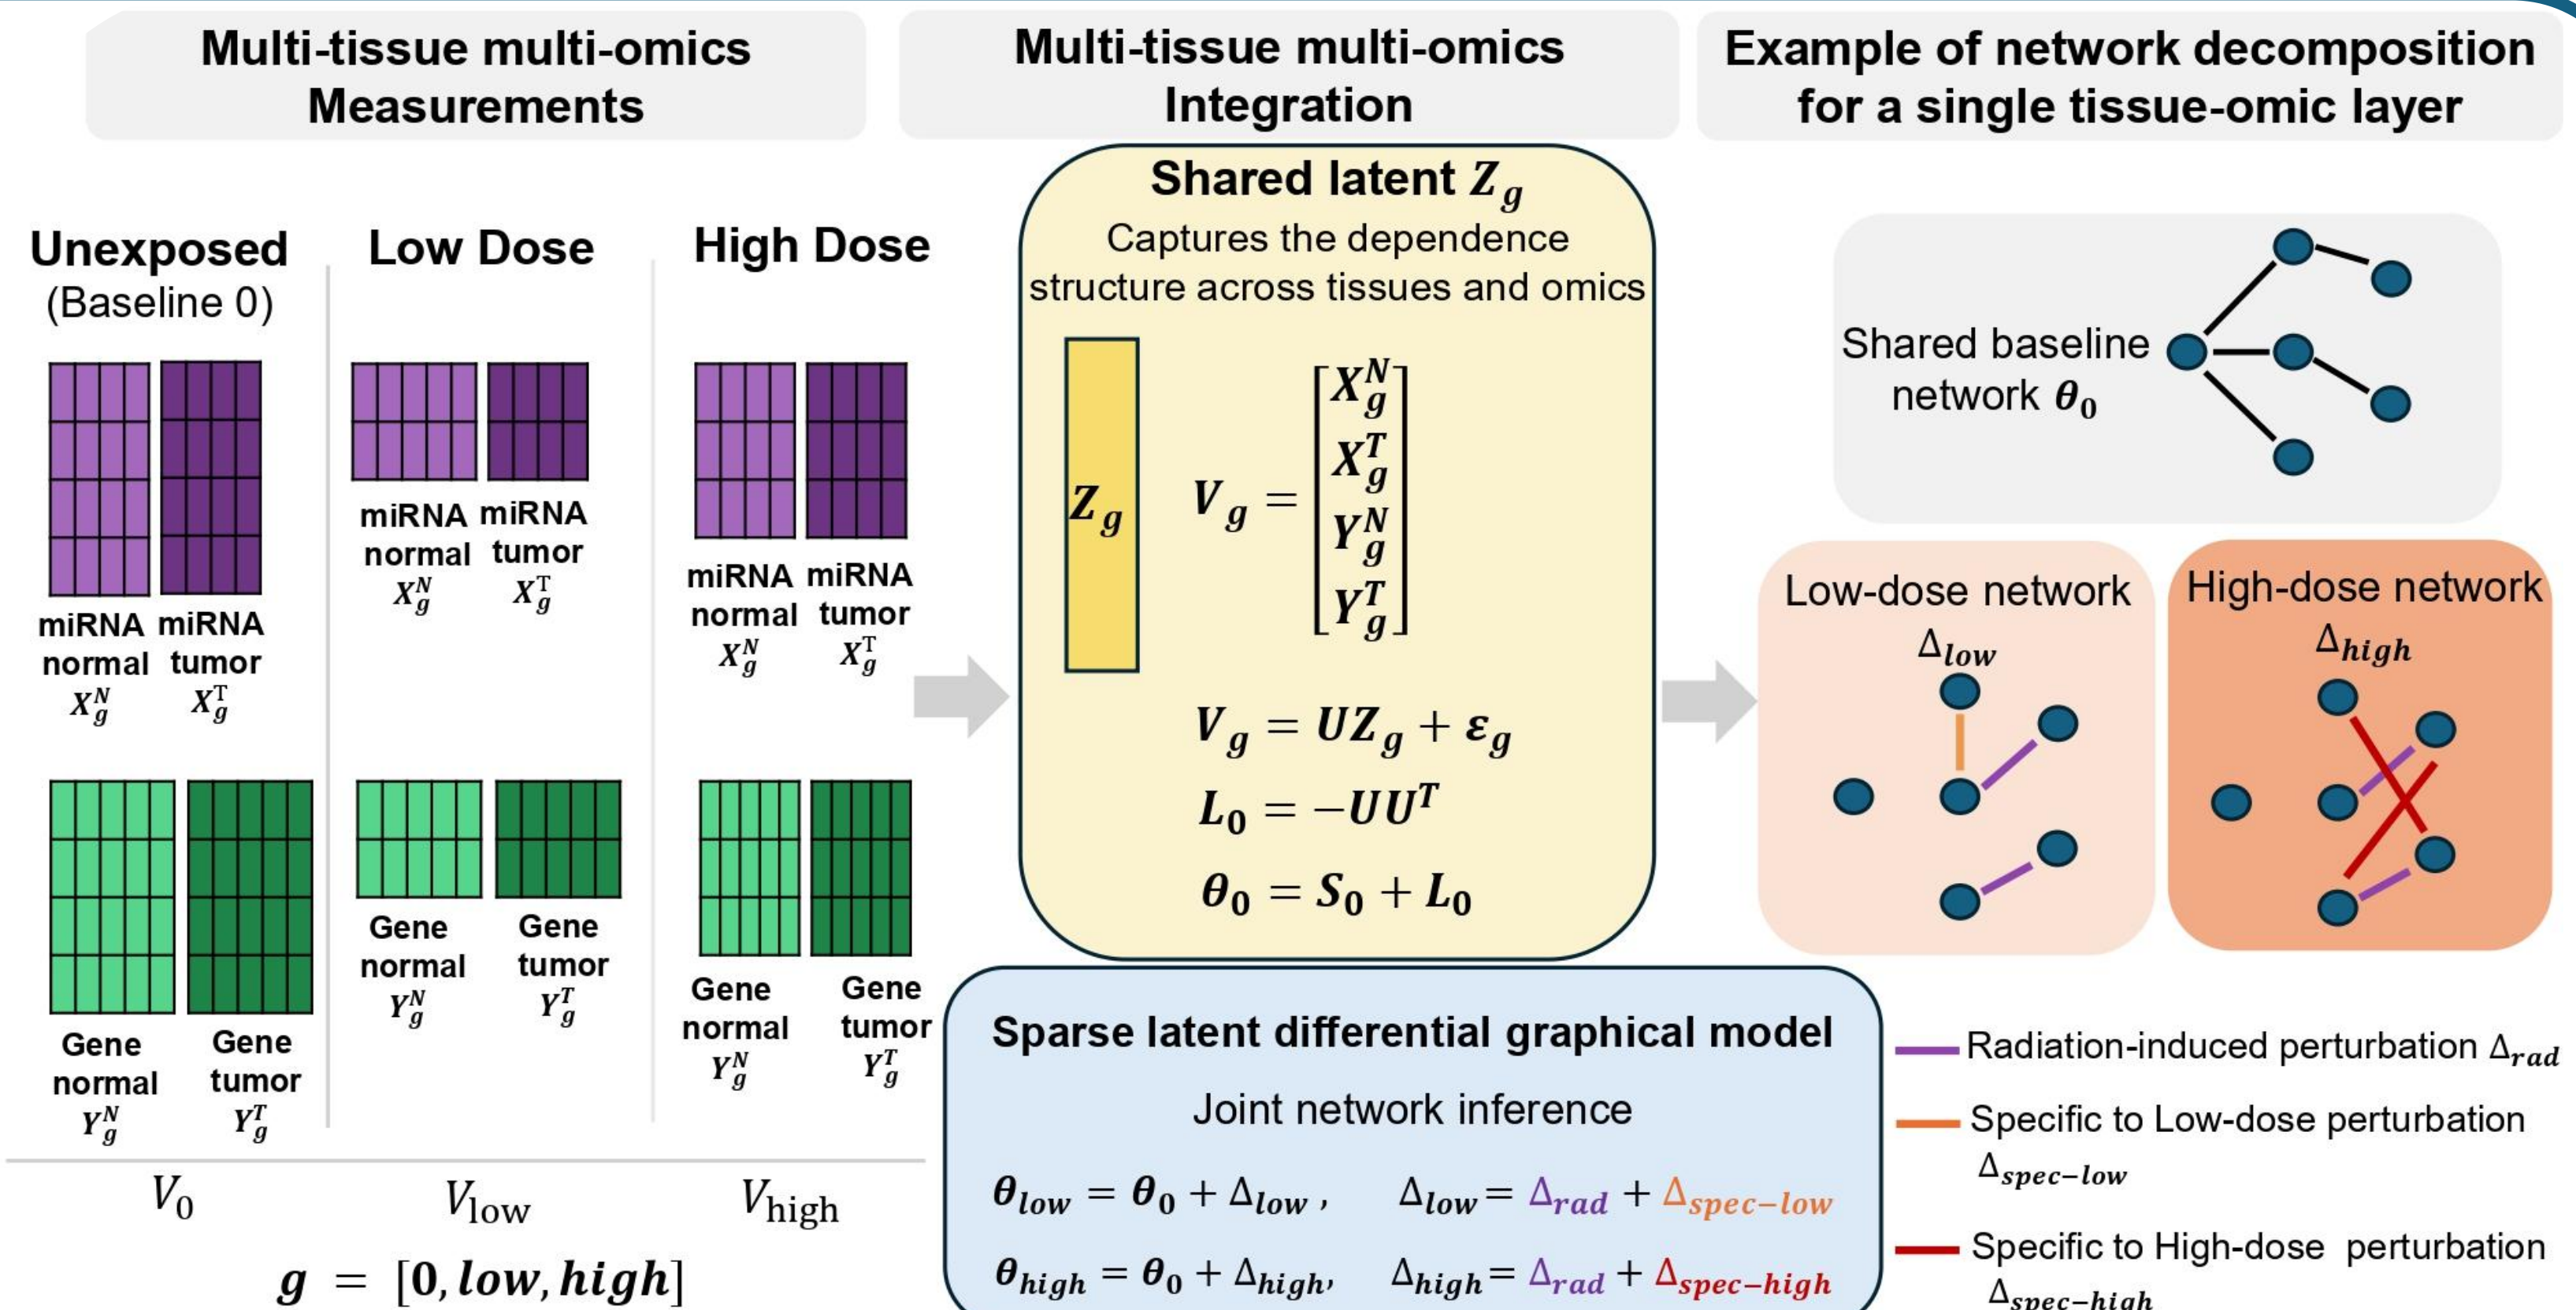 Multi-tissue multi-omics
Measurements
Unexposed
(Baseline 0)
Low Dose
High Dose
miRNA normal X_g^N
miRNA tumor X_g^T
miRNA normal X_g^N
miRNA tumor X_g^T
miRNA normal X_g^N
miRNA tumor X_g^T
Gene normal Y_g^N
Gene tumor Y_g^T
Gene normal Y_g^N
Gene tumor Y_g^T
Gene normal Y_g^N
Gene tumor Y_g^T
V_0
V_low
V_high
g = [0, low, high]
Multi-tissue multi-omics
Integration
Shared latent Z_g
Captures the dependence
structure across tissues and omics
Z_g
V_g = [X_g^N X_g^T Y_g^N Y_g^T]
V_g = UZ_g + ε_g
L_0 = −UU^T
θ_0 = S_0 + L_0
Sparse latent differential graphical model
Joint network inference
θ_low = θ_0 + Δ_low , Δ_low = Δ_rad + Δ_spec−low
θ_high = θ_0 + Δ_high, Δ_high = Δ_rad + Δ_spec−high
Example of network decomposition
for a single tissue-omic layer
Shared baseline
network θ_0
Low-dose network
Δ_low
High-dose network
Δ_high
Radiation-induced perturbation Δ_rad
Specific to Low-dose perturbation
Δ_spec−low
Specific to High-dose perturbation
Δ_spec−high